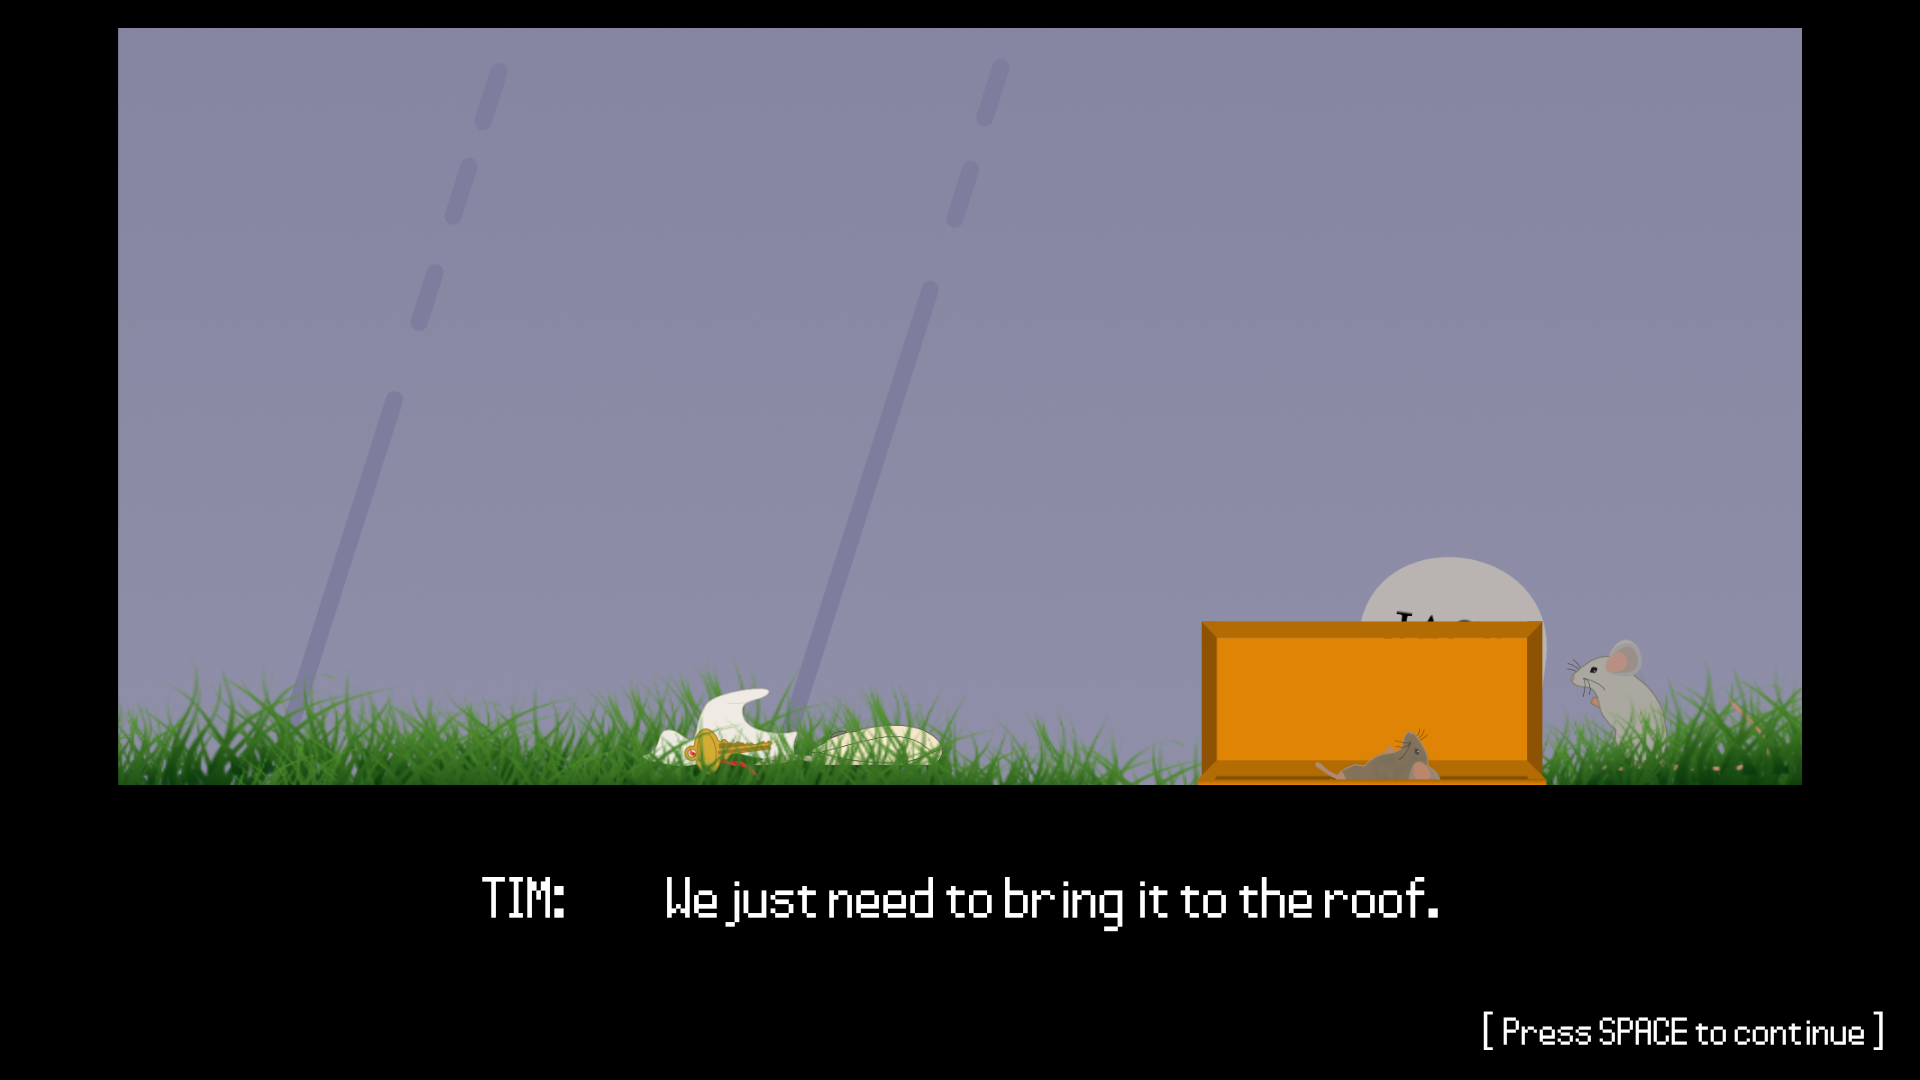 TIM: We just need to bring it to the roof.
[ Press SPACE to continue ]